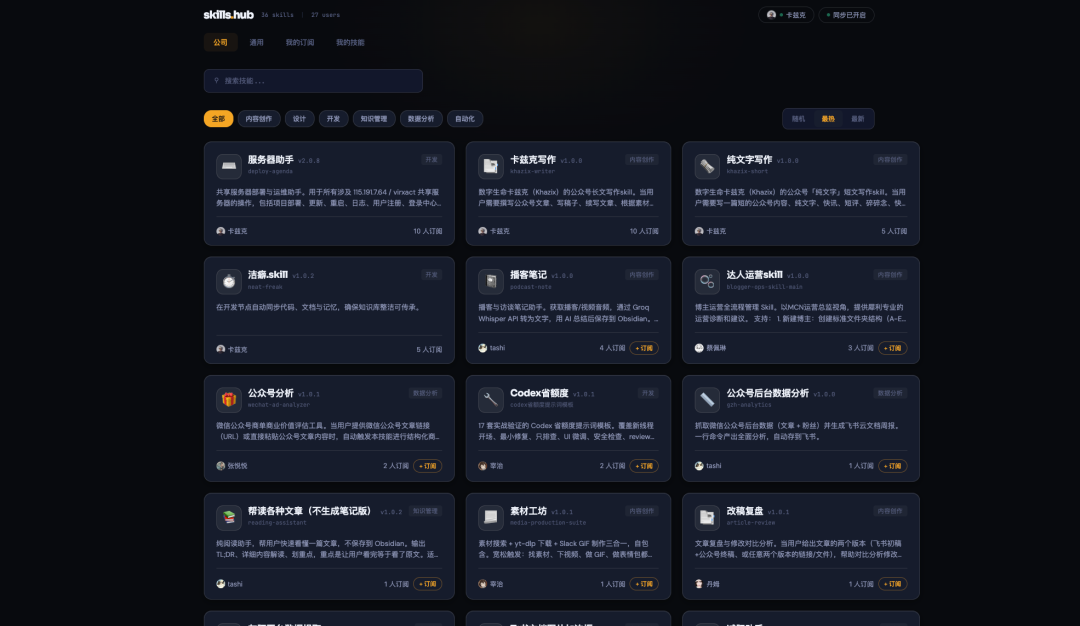 skills.hub 36 skills | 27 users 卡兹克 同步已开启
公司 通用 我的订阅 我的技能
搜索技能...
全部 内容创作 设计 开发 知识管理 数据分析 自动化 随机 最热 最新
服务器助手 v2.0.8 开发
deploy-agends
共享服务器部署与运维助手。用于所有涉及 115.191.7.64 / virxact 共享服
务器的操作，包括项目部署、更新、重启、日志、用户注册、登录中心…
卡兹克 10 人订阅
卡兹克写作 v1.0.0 内容创作
khazix-writer
数字生命卡兹克（Khazix）的公众号长文写作skill。当用
户需要撰写公众号文章、写稿子、续写文章、根据素材…
卡兹克 10 人订阅
纯文字写作 v1.0.0 内容创作
khazix-short
数字生命卡兹克（Khazix）的公众号「纯文字」短文写作skill。当用
户需要写一篇短的公众号内容、纯文字、快讯、短评、碎碎念、快…
卡兹克 5 人订阅
洁癖.skill v1.0.2 开发
neat-freak
在开发节点自动同步代码、文档与记忆，确保知识库整洁可传承。
卡兹克 5 人订阅
播客笔记 v1.0.0 内容创作
podcast-note
播客与访谈笔记助手。获取播客/视频音频，通过 Groq
Whisper API 转为文字，用 AI 总结后保存到 Obsidian。…
tashi 4 人订阅 + 订阅
达人运营skill v1.0.0 内容创作
blogger-ops-skill-main
博主运营全流程管理 Skill。以MCN运营总监视角，提供犀利专业的
运营诊断和建议。 支持： 1. 新建博主：创建标准文件夹结构（A-E…
蔡佩琳 3 人订阅 + 订阅
公众号分析 v1.0.1 数据分析
wechat-ad-analyzer
微信公众号商单商业价值评估工具。当用户提供微信公众号文章链接
（URL）或直接粘贴公众号文章内容时，自动触发本技能进行结构化商…
张悦悦 2 人订阅 + 订阅
Codex省额度 v1.0.1 开发
codex省额度提示词模板
17 套实战验证的 Codex 省额度提示词模板。覆盖新线程
开场、最小修复、只排查、UI 微调、安全检查、review…
2 人订阅 + 订阅
公众号后台数据分析 v1.0.0 数据分析
gzh-analytics
抓取微信公众号后台数据（文章 + 粉丝）并生成飞书云文档周报。
一行命令产出全面分析，自动存到飞书。
tashi 1 人订阅 + 订阅
帮读各种文章（不生成笔记版） v1.0.2 知识管理
reading-assistant
纯阅读助手，帮用户快速看懂一篇文章，不保存到 Obsidian。输出
TL;DR、详细内容解读、划重点，重点是让用户看完等于看了原文。适…
tashi 1 人订阅 + 订阅
素材工坊 v1.0.1 内容创作
media-production-suite
素材搜索 + yt-dlp 下载 + Slack GIF 制作三合一，自包
含。宽松触发：找素材、下视频、做 GIF、做表情包都…
1 人订阅 + 订阅
改稿复盘 v1.0.1 内容创作
article-review
文章复盘与修改对比分析。当用户给出文章的两个版本（飞书初稿
+公众号终稿、或任意两个版本的链接/文件），帮助对比分析修改…
丹姆 1 人订阅 + 订阅